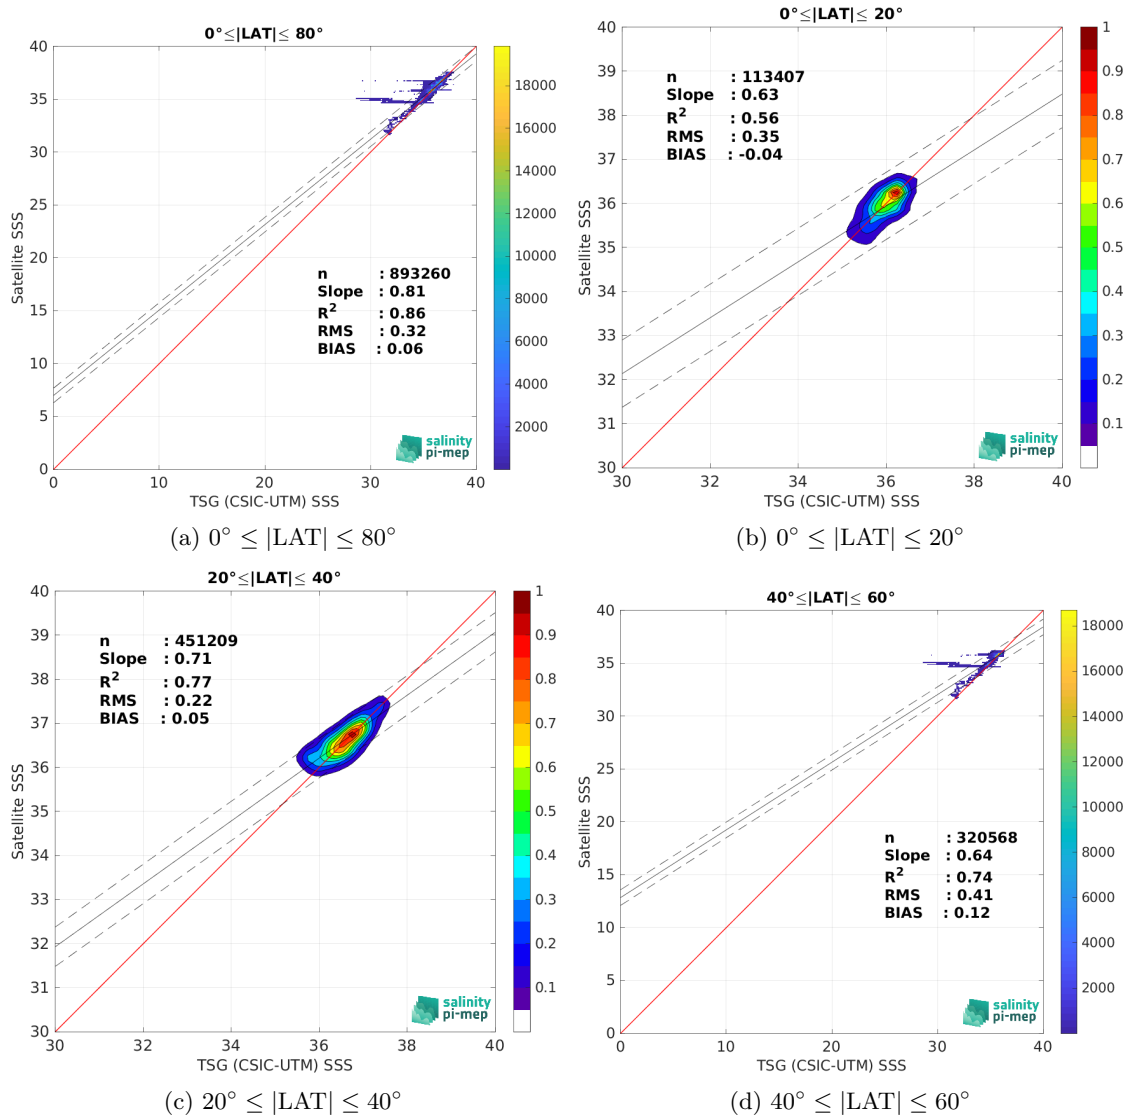 0°≤|LAT|≤ 80°
40
35
30
25
20
15
10
5
0
Satellite SSS
n : 893260
Slope : 0.81
R² : 0.86
RMS : 0.32
BIAS : 0.06
salinity
pi-mep
0 10 20 30 40
TSG (CSIC-UTM) SSS
18000
16000
14000
12000
10000
8000
6000
4000
2000
(a) 0° ≤ |LAT| ≤ 80°
0°≤|LAT|≤ 20°
40
39
38
37
36
35
34
33
32
31
30
Satellite SSS
n : 113407
Slope : 0.63
R² : 0.56
RMS : 0.35
BIAS : -0.04
salinity
pi-mep
30 32 34 36 38 40
TSG (CSIC-UTM) SSS
1
0.9
0.8
0.7
0.6
0.5
0.4
0.3
0.2
0.1
(b) 0° ≤ |LAT| ≤ 20°
20°≤|LAT|≤ 40°
40
39
38
37
36
35
34
33
32
31
30
Satellite SSS
n : 451209
Slope : 0.71
R² : 0.77
RMS : 0.22
BIAS : 0.05
salinity
pi-mep
30 32 34 36 38 40
TSG (CSIC-UTM) SSS
1
0.9
0.8
0.7
0.6
0.5
0.4
0.3
0.2
0.1
(c) 20° ≤ |LAT| ≤ 40°
40°≤|LAT|≤ 60°
40
35
30
25
20
15
10
5
0
Satellite SSS
n : 320568
Slope : 0.64
R² : 0.74
RMS : 0.41
BIAS : 0.12
salinity
pi-mep
0 10 20 30 40
TSG (CSIC-UTM) SSS
18000
16000
14000
12000
10000
8000
6000
4000
2000
(d) 40° ≤ |LAT| ≤ 60°